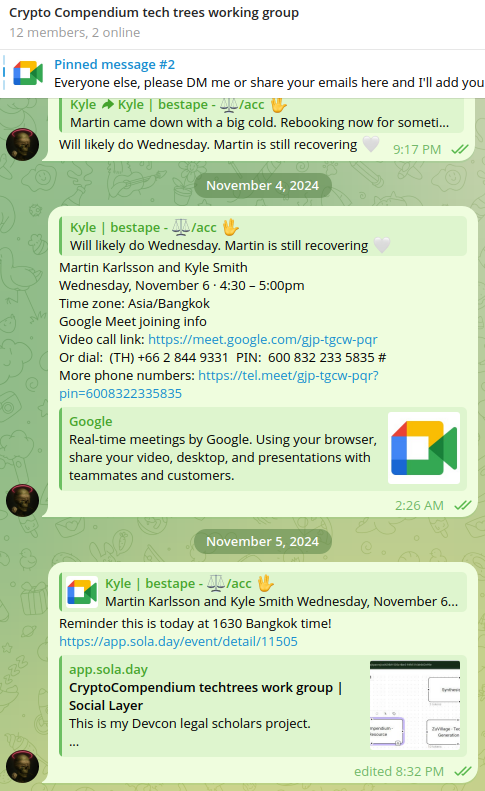 Crypto Compendium tech trees working group
12 members, 2 online
Pinned message #2
Everyone else, please DM me or share your emails here and I'll add you
Kyle Kyle | bestape - ⚖️/acc 🖖
Martin came down with a big cold. Rebooking now for someti...
Will likely do Wednesday. Martin is still recovering 🤍
9:17 PM
November 4, 2024
Kyle | bestape - ⚖️/acc 🖖
Will likely do Wednesday. Martin is still recovering 🤍
Martin Karlsson and Kyle Smith
Wednesday, November 6 · 4:30 – 5:00pm
Time zone: Asia/Bangkok
Google Meet joining info
Video call link: https://meet.google.com/gjp-tgcw-pqr
Or dial: (TH) +66 2 844 9331 PIN: 600 832 233 5835 #
More phone numbers: https://tel.meet/gjp-tgcw-pqr?
pin=6008322335835
Google
Real-time meetings by Google. Using your browser,
share your video, desktop, and presentations with
teammates and customers.
2:26 AM
November 5, 2024
Kyle | bestape - ⚖️/acc 🖖
Martin Karlsson and Kyle Smith Wednesday, November 6...
Reminder this is today at 1630 Bangkok time!
https://app.sola.day/event/detail/11505
app.sola.day
CryptoCompendium techtrees work group |
Social Layer
This is my Devcon legal scholars project.
...
edited 8:32 PM